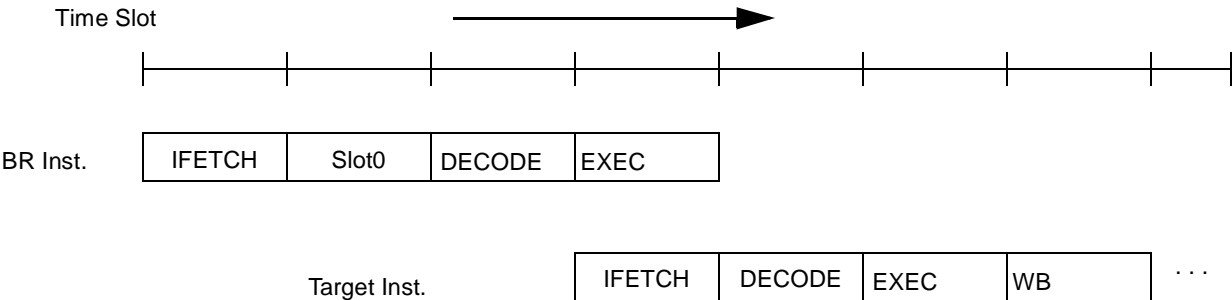 Time Slot
BR Inst. IFETCH Slot0 DECODE EXEC
Target Inst. IFETCH DECODE EXEC WB . . .